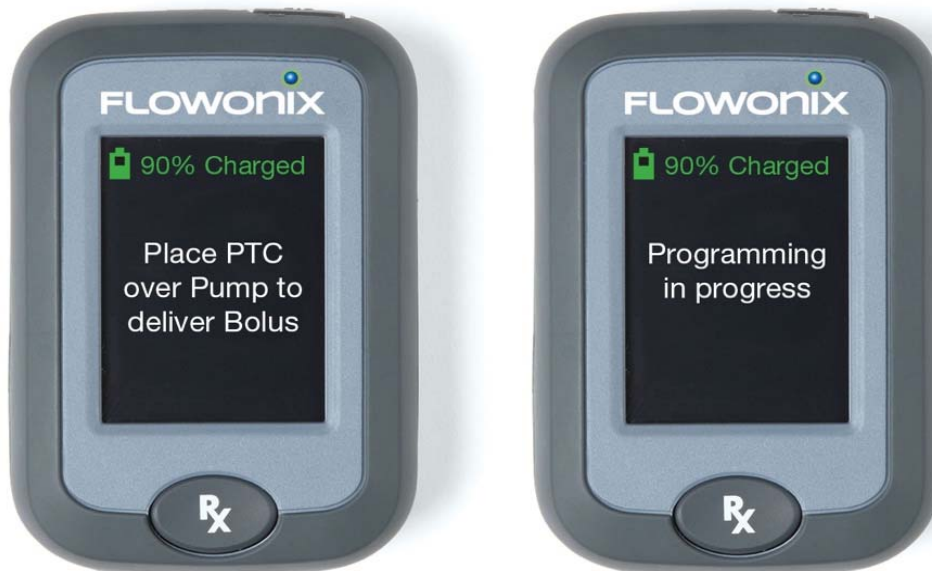 FLOWONIX
90% Charged
Place PTC
over Pump to
deliver Bolus
Rx
FLOWONIX
90% Charged
Programming
in progress
Rx